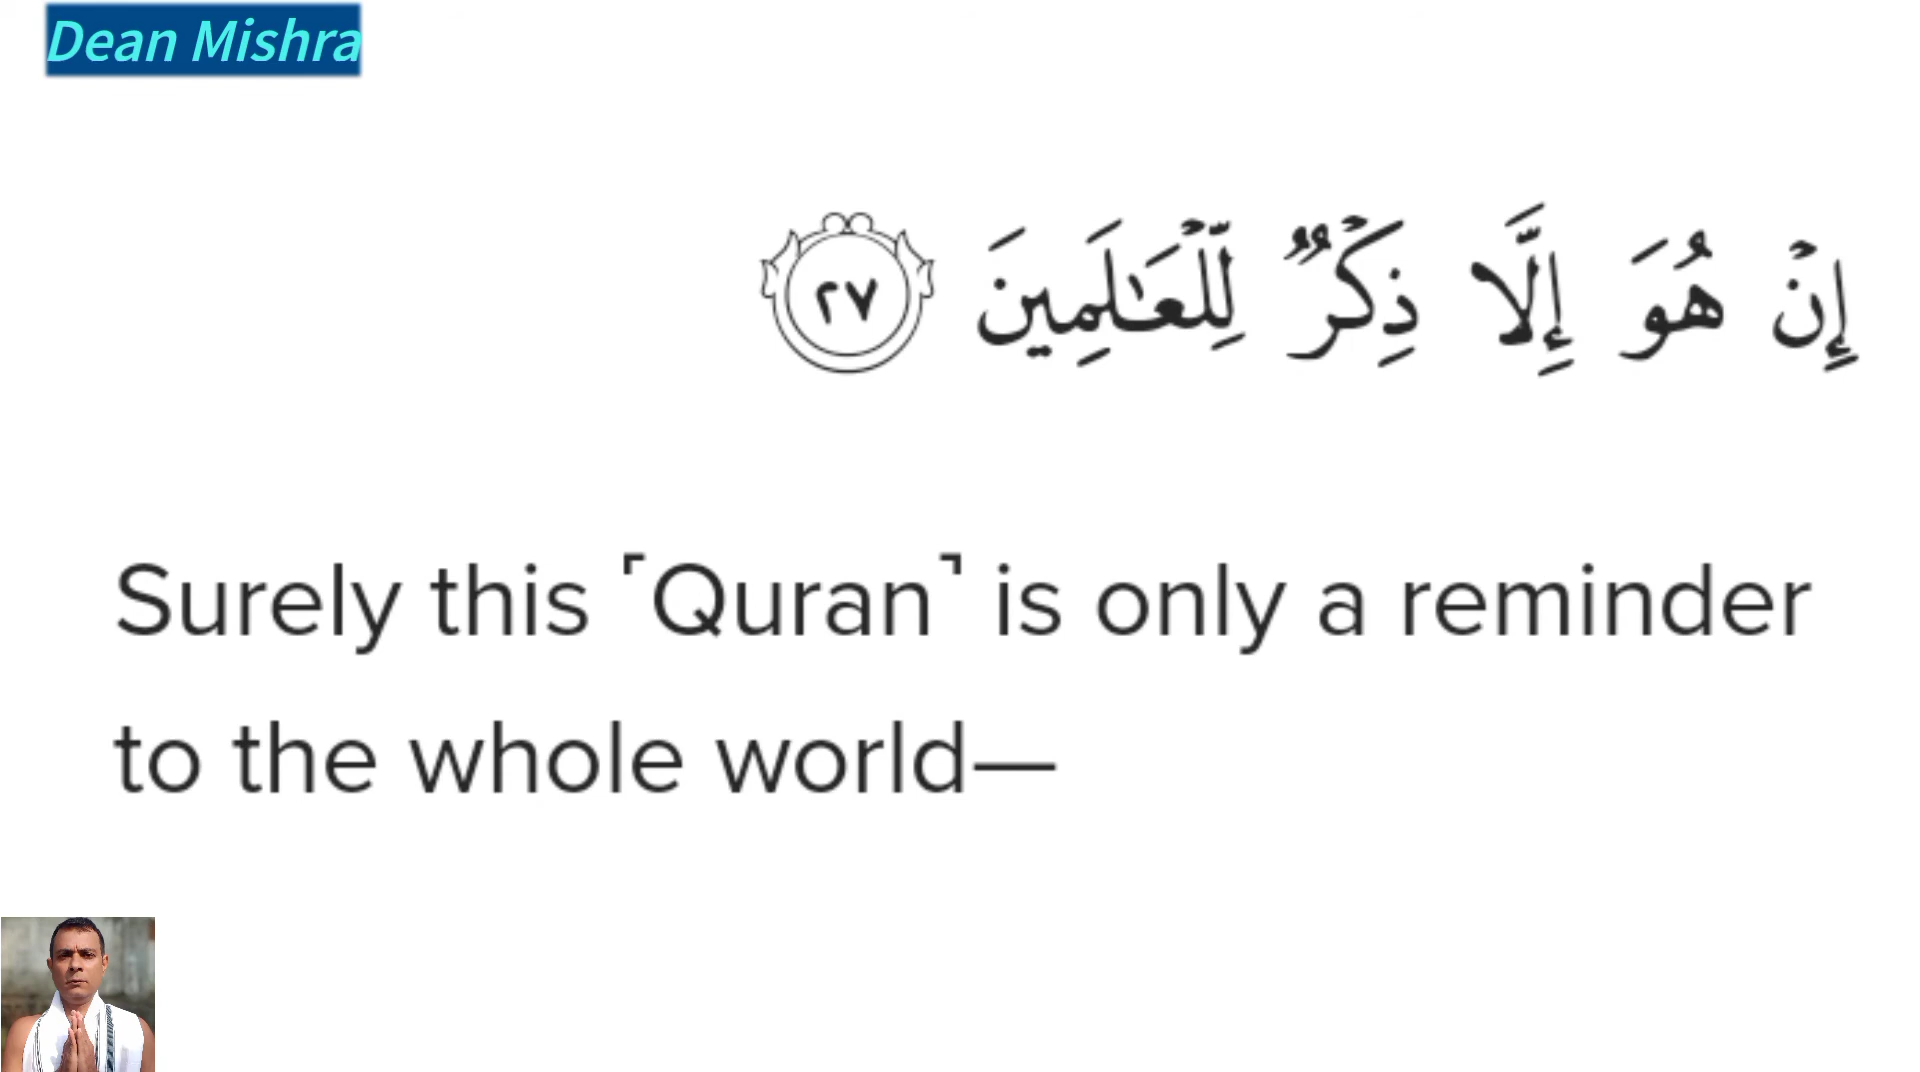 Dean Mishra
إِنۡ هُوَ إِلَّا ذِكۡرٞ لِّلۡعَٰلَمِينَ ٢٧
Surely this ˹Quran˺ is only a reminder
to the whole world—